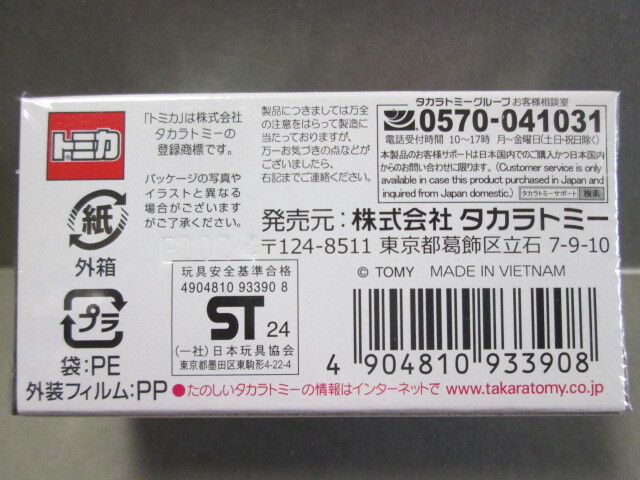 トミカ
「トミカ」は株式会社
タカラトミーの
登録商標です。
パッケージの写真や
イラストと異なる
場合がございます
がご了承ください。
製品につきましては万全
の注意をはらって製造に
当たっておりますが、
万一お気づきの点などが
ございましたら、
右記までご連絡ください。
タカラトミーグループ お客様相談室
0570-041031
電話受付時間 10〜17時 月〜金曜日(土・日・祝日除く)
本製品のお客様サポートは日本国内でのご購入かつ日本国内
からのお問い合わせに限ります。(Customer service is only
available in case this product purchased in Japan and
inquired from Japan domestic.) タカラトミーサポート 検索
発売元：株式会社 タカラトミー
〒124-8511 東京都葛飾区立石 7-9-10
紙
外箱
プラ
袋:PE
外装フィルム:PP
玩具安全基準合格
4904810 93390 8
ST 24
(一社)日本玩具協会
東京都墨田区東駒形4-22-4
© TOMY MADE IN VIETNAM
4 904810 933908
●たのしいタカラトミーの情報はインターネットで www.takaratomy.co.jp